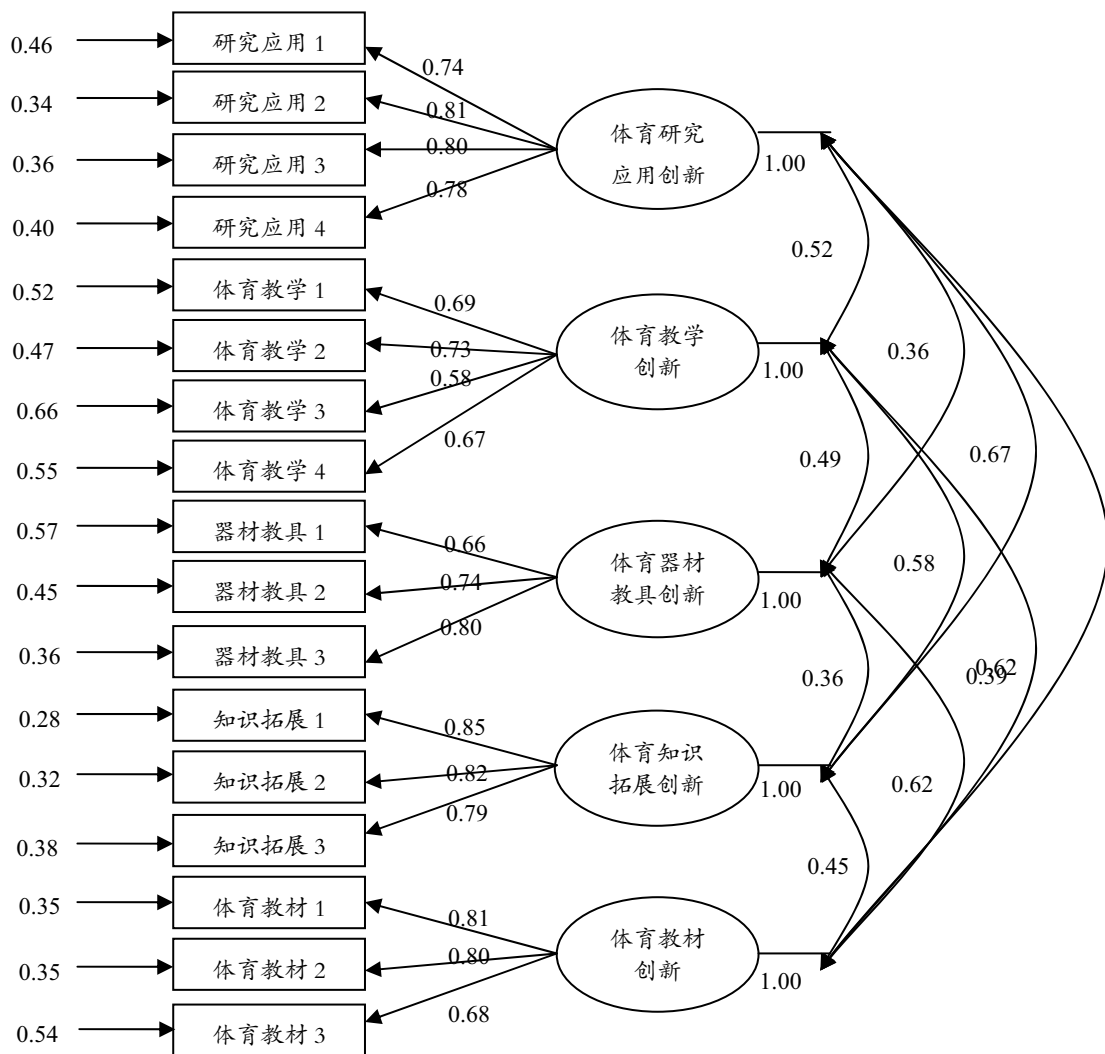 0.46
研究应用 1
0.34
研究应用 2
0.36
研究应用 3
0.40
研究应用 4
0.52
体育教学 1
0.47
体育教学 2
0.66
体育教学 3
0.55
体育教学 4
0.57
器材教具 1
0.45
器材教具 2
0.36
器材教具 3
0.28
知识拓展 1
0.32
知识拓展 2
0.38
知识拓展 3
0.35
体育教材 1
0.35
体育教材 2
0.54
体育教材 3
0.74
0.81
0.80
0.78
0.69
0.73
0.58
0.67
0.66
0.74
0.80
0.85
0.82
0.79
0.81
0.80
0.68
体育研究
应用创新
1.00
体育教学
创新
1.00
体育器材
教具创新
1.00
体育知识
拓展创新
1.00
体育教材
创新
1.00
0.52
0.36
0.49
0.67
0.58
0.36
0.62
0.39
0.62
0.45